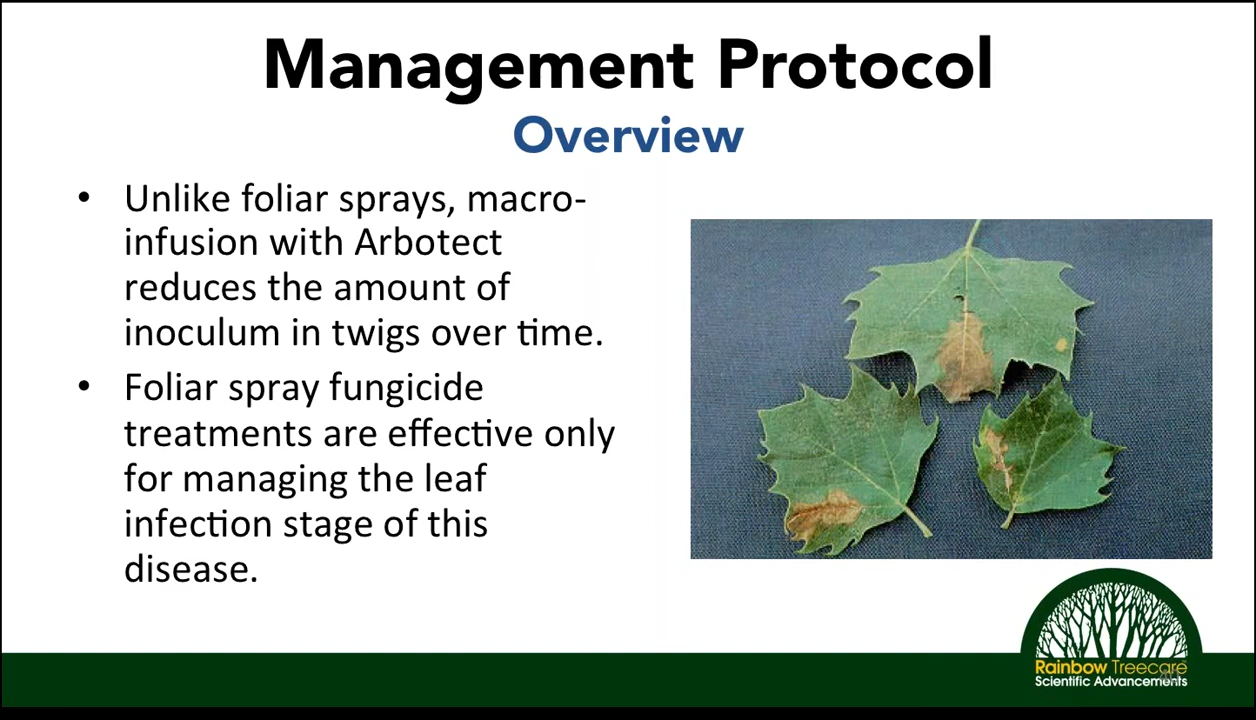 Management Protocol
Overview
• Unlike foliar sprays, macro-
infusion with Arbotect
reduces the amount of
inoculum in twigs over time.
• Foliar spray fungicide
treatments are effective only
for managing the leaf
infection stage of this
disease.
Rainbow Treecare
Scientific Advancements